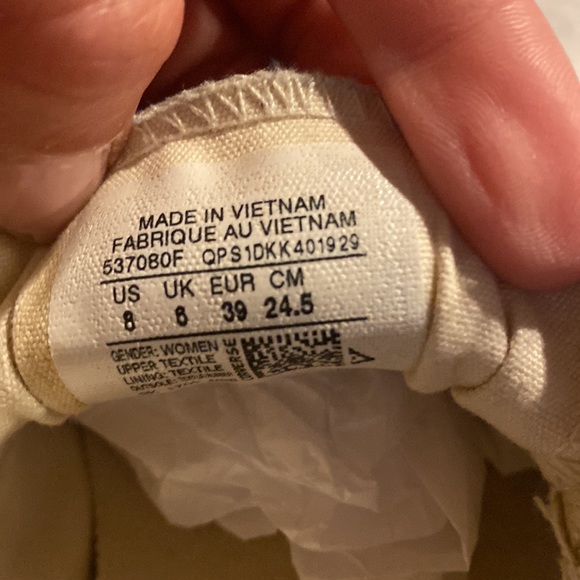 MADE IN VIETNAM
FABRIQUE AU VIETNAM
537080F QPS1DKK401929
US UK EUR CM
8 6 39 24.5
GENDER: WOMEN
UPPER TEXTILE
LINING: TEXTILE
OUTSOLE: